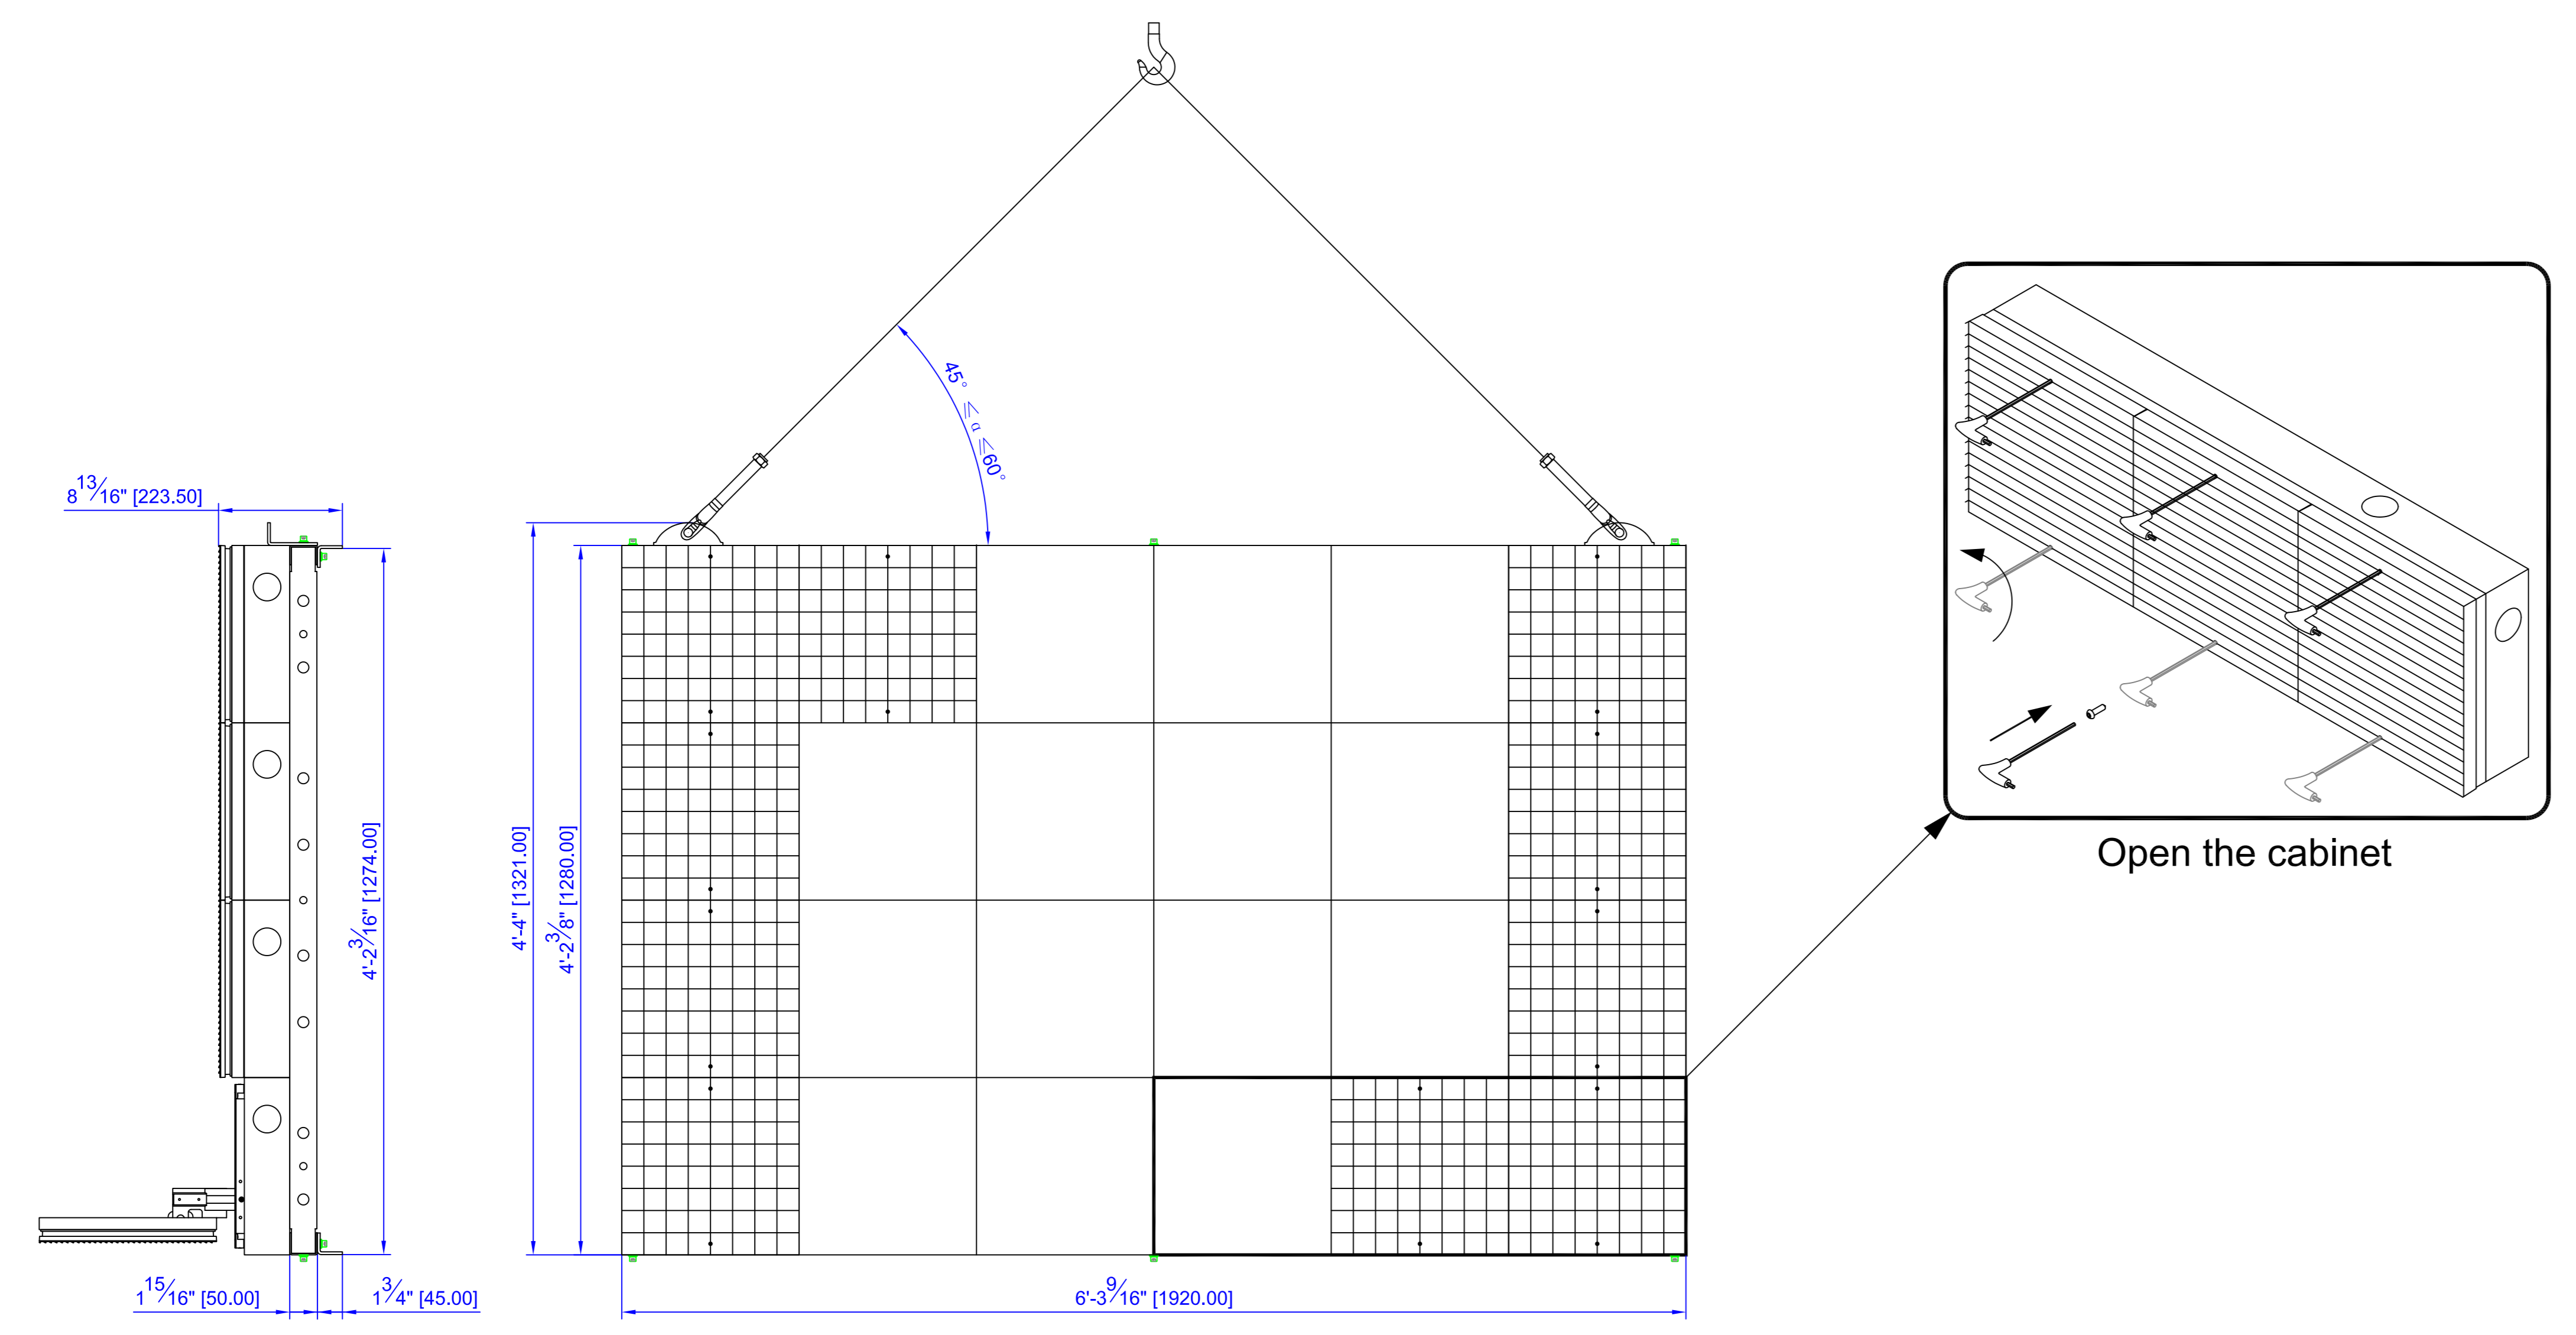 45° ≤ α ≤60°
8 13/16" [223.50]
4'-2 3/16" [1274.00]
4'-4" [1321.00]
4'-2 3/8" [1280.00]
Open the cabinet
1 15/16" [50.00]
1 3/4" [45.00]
6'-3 9/16" [1920.00]